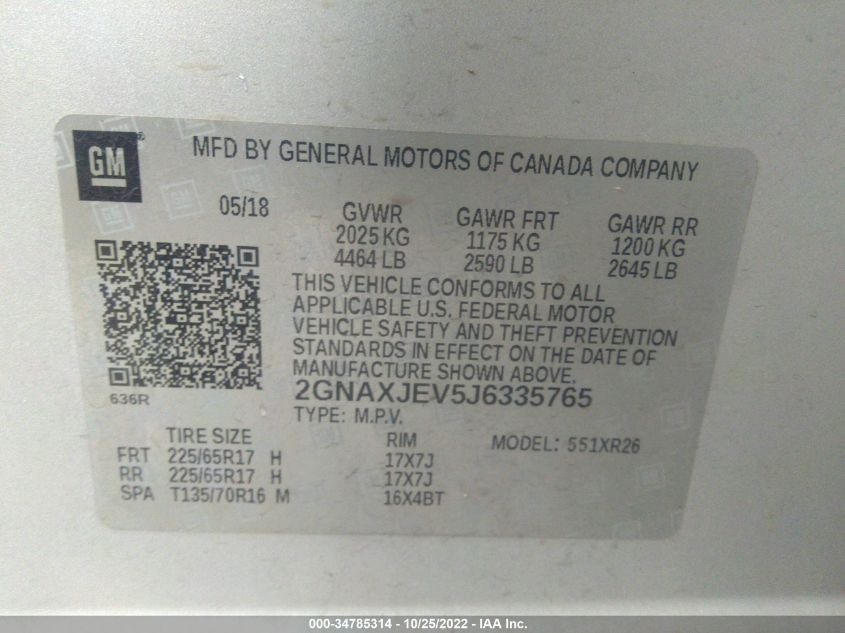 GM
MFD BY GENERAL MOTORS OF CANADA COMPANY
05/18 GVWR GAWR FRT GAWR RR
2025 KG 1175 KG 1200 KG
4464 LB 2590 LB 2645 LB
THIS VEHICLE CONFORMS TO ALL
APPLICABLE U.S. FEDERAL MOTOR
VEHICLE SAFETY AND THEFT PREVENTION
STANDARDS IN EFFECT ON THE DATE OF
MANUFACTURE SHOWN ABOVE.
636R
2GNAXJEV5J6335765
TYPE: M.P.V.
TIRE SIZE RIM MODEL: 551XR26
FRT 225/65R17 H 17X7J
RR 225/65R17 H 17X7J
SPA T135/70R16 M 16X4BT
000-34785314 - 10/25/2022 - IAA Inc.